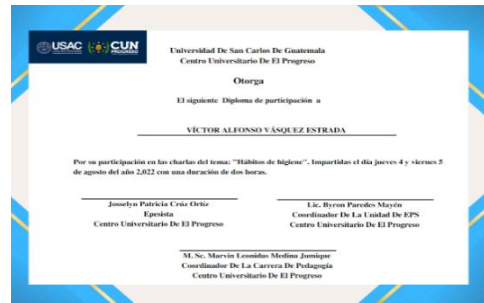 USAC CUN
PROGRESO
Universidad De San Carlos De Guatemala
Centro Universitario De El Progreso
Otorga
El siguiente Diploma de participación a
VÍCTOR ALFONSO VÁSQUEZ ESTRADA
Por su participación en las charlas del tema: "Hábitos de higiene". Impartidas el día jueves 4 y viernes 5
de agosto del año 2,022 con una duración de dos horas.
Josselyn Patricia Crúz Ortíz
Epesista
Centro Universitario De El Progreso
Lic. Byron Paredes Mayén
Coordinador De La Unidad De EPS
Centro Universitario De El Progreso
M. Sc. Marvin Leonidas Medina Jumique
Coordinador De La Carrera De Pedagogía
Centro Universitario De El Progreso